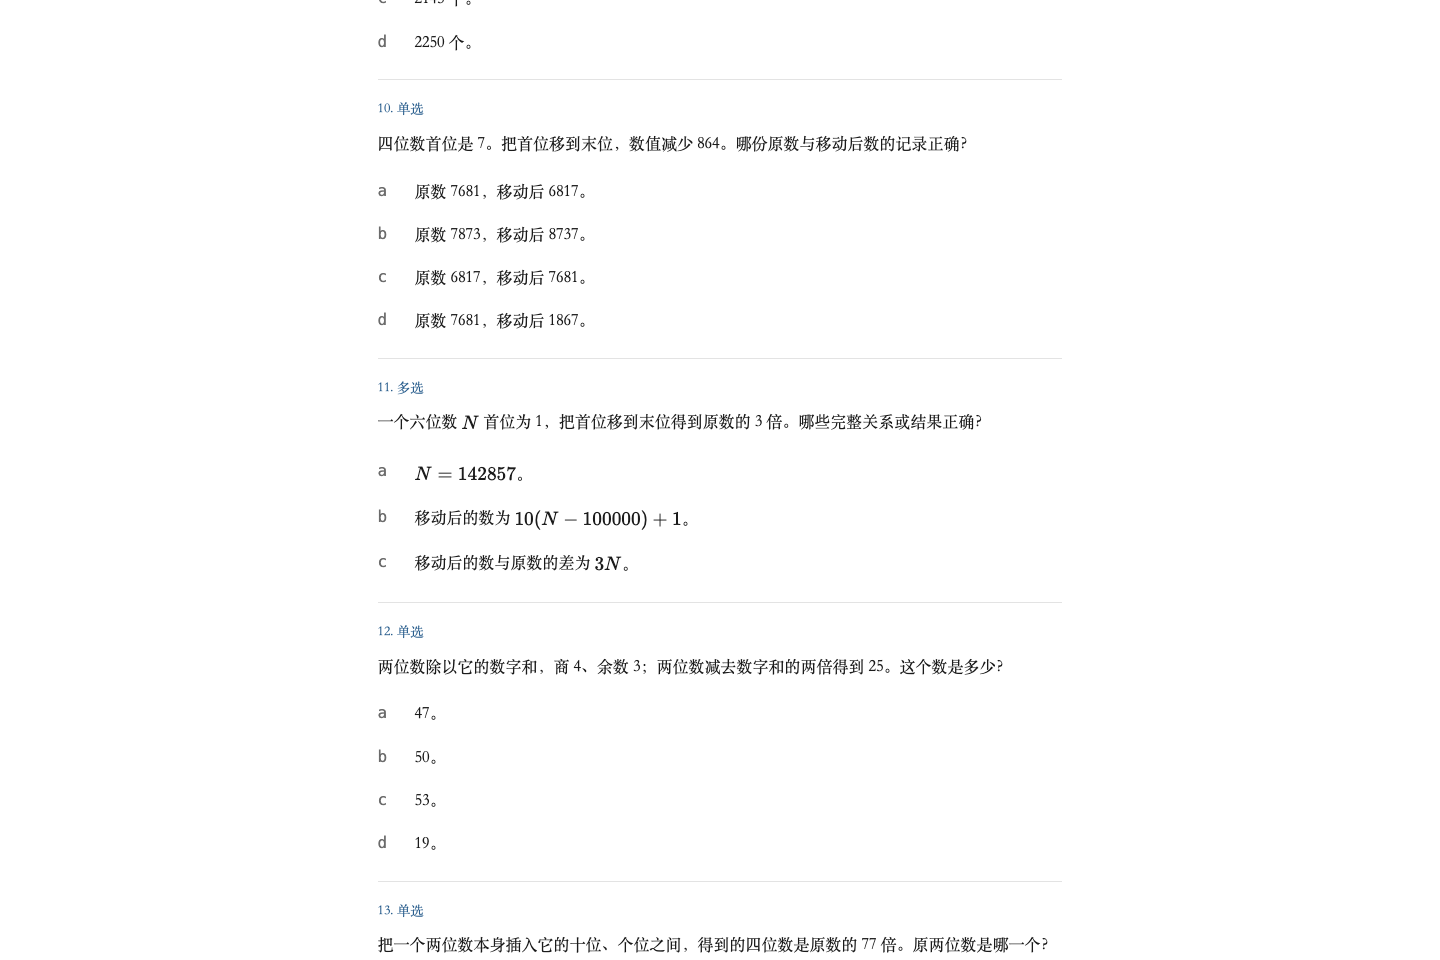 d 2250 个。
10. 单选
四位数首位是 7。把首位移到末位，数值减少 864。哪份原数与移动后数的记录正确？
a 原数 7681，移动后 6817。
b 原数 7873，移动后 8737。
c 原数 6817，移动后 7681。
d 原数 7681，移动后 1867。
11. 多选
一个六位数 N 首位为 1，把首位移到末位得到原数的 3 倍。哪些完整关系或结果正确？
a N = 142857。
b 移动后的数为 10(N − 100000) + 1。
c 移动后的数与原数的差为 3N。
12. 单选
两位数除以它的数字和，商 4、余数 3；两位数减去数字和的两倍得到 25。这个数是多少？
a 47。
b 50。
c 53。
d 19。
13. 单选
把一个两位数本身插入它的十位、个位之间，得到的四位数是原数的 77 倍。原两位数是哪一个？